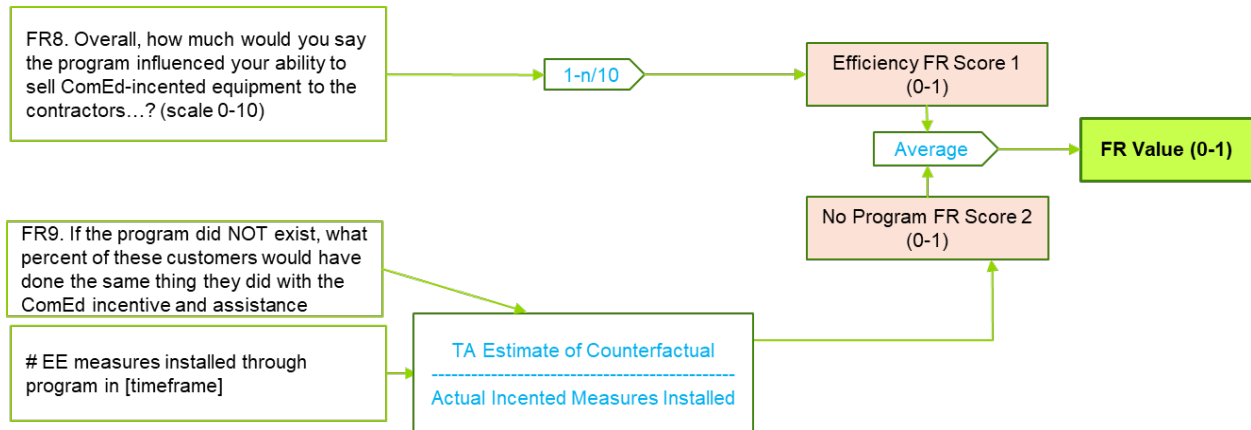 FR8. Overall, how much would you say
the program influenced your ability to
sell ComEd-incented equipment to the
contractors…? (scale 0-10)
1-n/10
Efficiency FR Score 1
(0-1)
Average
FR Value (0-1)
No Program FR Score 2
(0-1)
FR9. If the program did NOT exist, what
percent of these customers would have
done the same thing they did with the
ComEd incentive and assistance
# EE measures installed through
program in [timeframe]
TA Estimate of Counterfactual
----------------------------------------------
Actual Incented Measures Installed